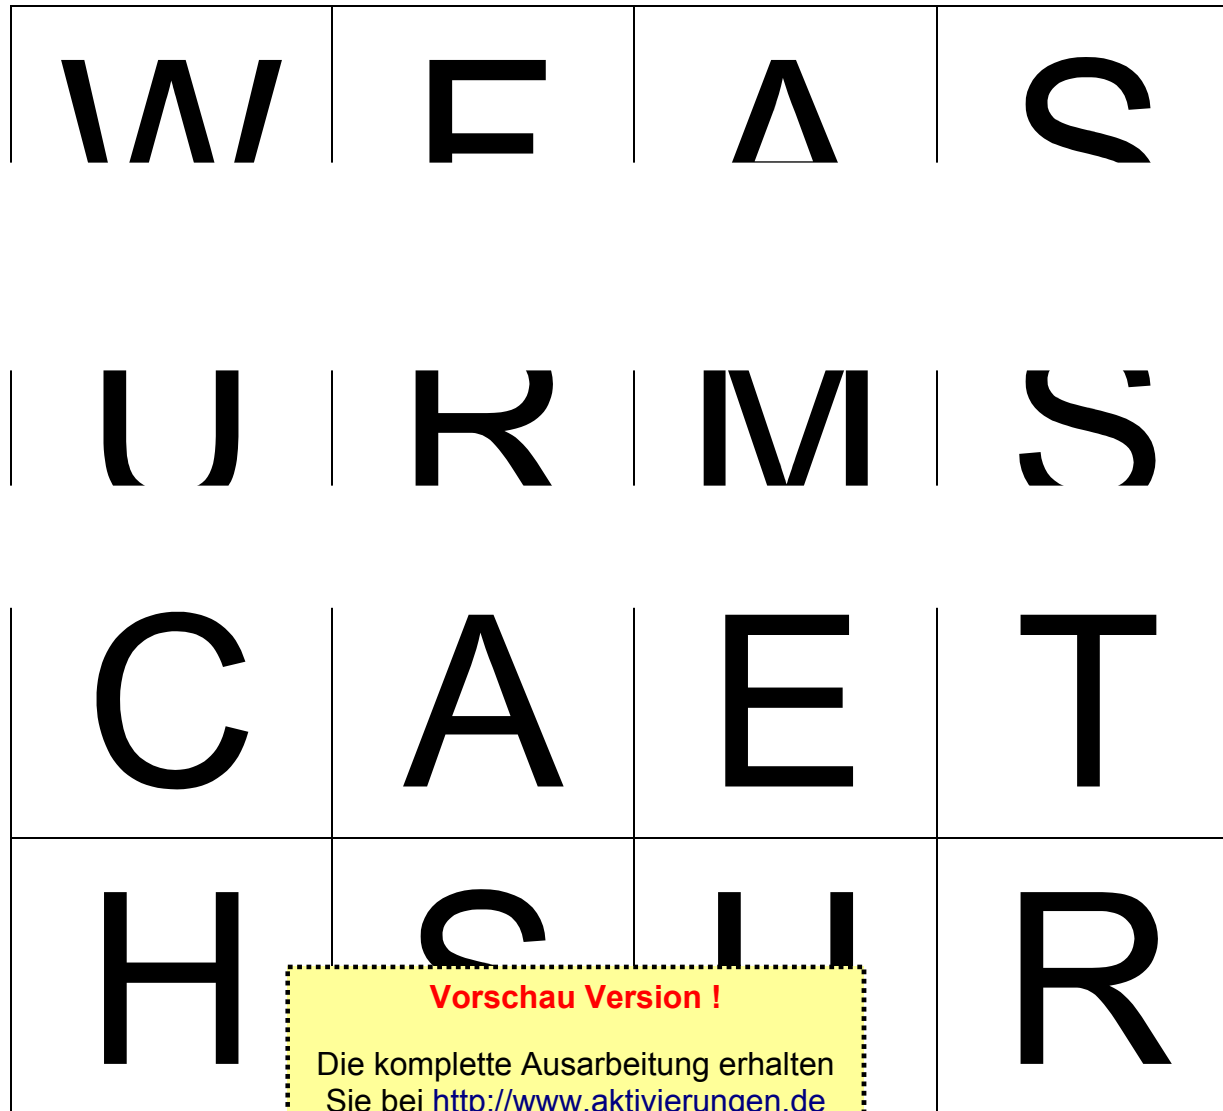 W F A S
U R M S
C A E T
H S U R
Vorschau Version !
Die komplette Ausarbeitung erhalten
Sie bei http://www.aktivierungen.de